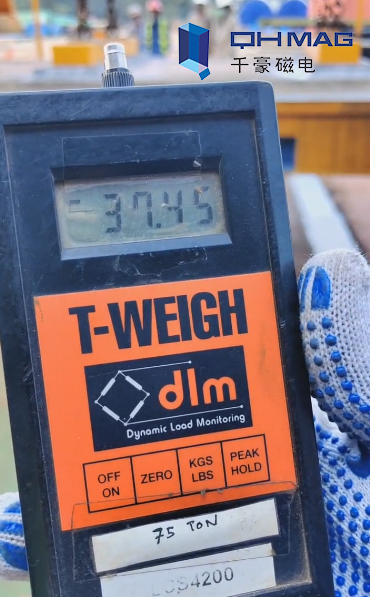 QH MAG
千豪磁电
-37.45
T-WEIGH
dlm
Dynamic Load Monitoring
OFF
ON
ZERO
KGS
LBS
PEAK
HOLD
75 TON
4200